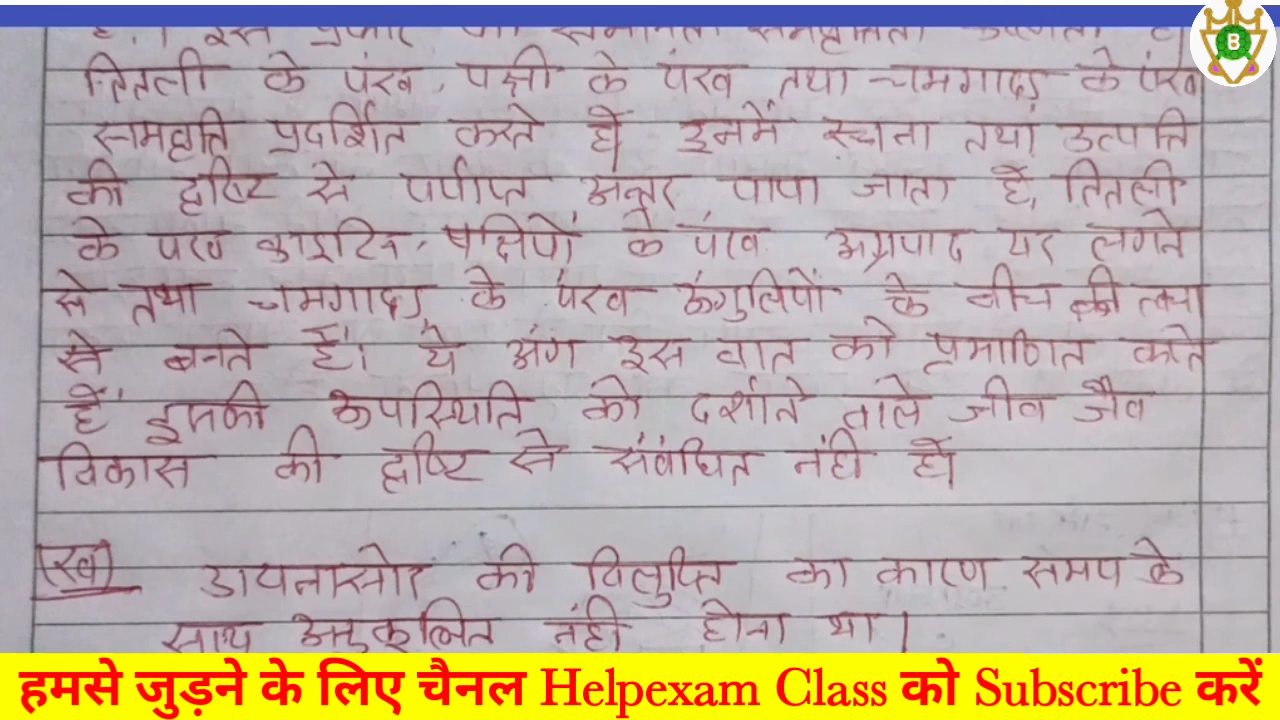 तितली के पंख, पक्षी के पंख तथा चमगादड़ के पंख
समवृत्ति प्रदर्शित करते हैं इनमें रचना तथा उत्पत्ति
की दृष्टि से पर्याप्त अन्तर पाया जाता है, तितली
के पंख काइटिन, पक्षियों के पंख अग्रपाद पर लगने
से तथा चमगादड़ के पंख ऊंगुलियों के बीच की त्वचा
से बनते हैं। ये अंग इस बात को प्रमाणित करते
हैं इनकी उपस्थिति को दर्शाने वाले जीव जैव
विकास की दृष्टि से संबंधित नंही है।
(ख) डायनासोर की विलुप्ति का कारण समय के
साथ अनुकूलित नंही होना था।
B
हमसे जुड़ने के लिए चैनल Helpexam Class को Subscribe करें